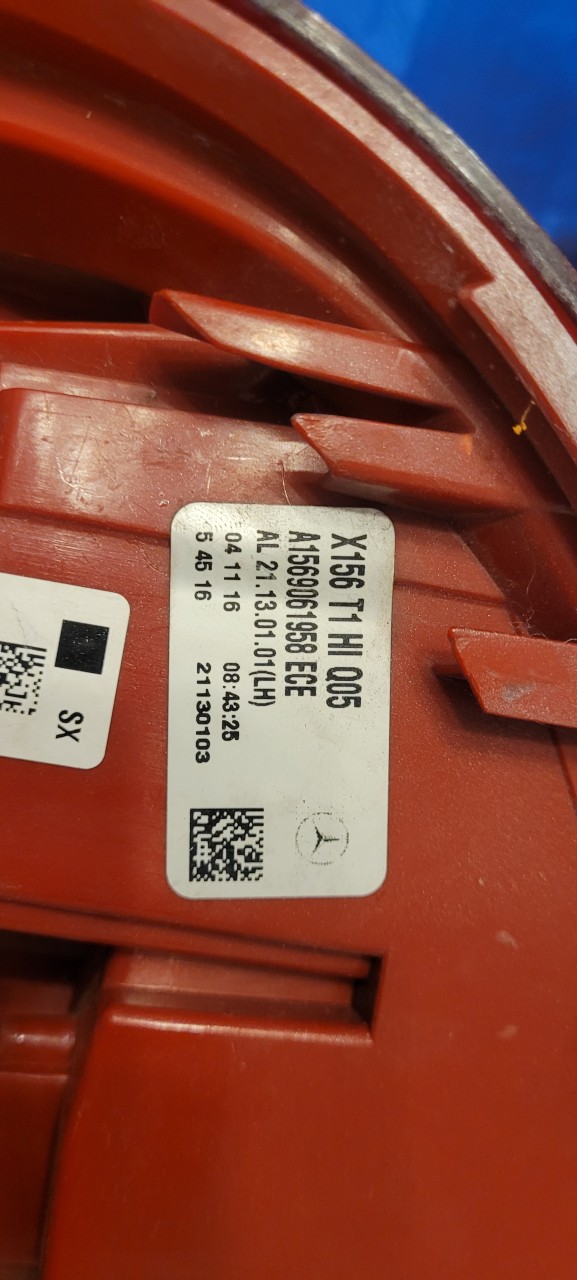 X156 T1 HI Q05
A1569061958 ECE
AL 21.13.01.01(LH)
04 11 16 08:43:25
5 45 16 21130103
SX